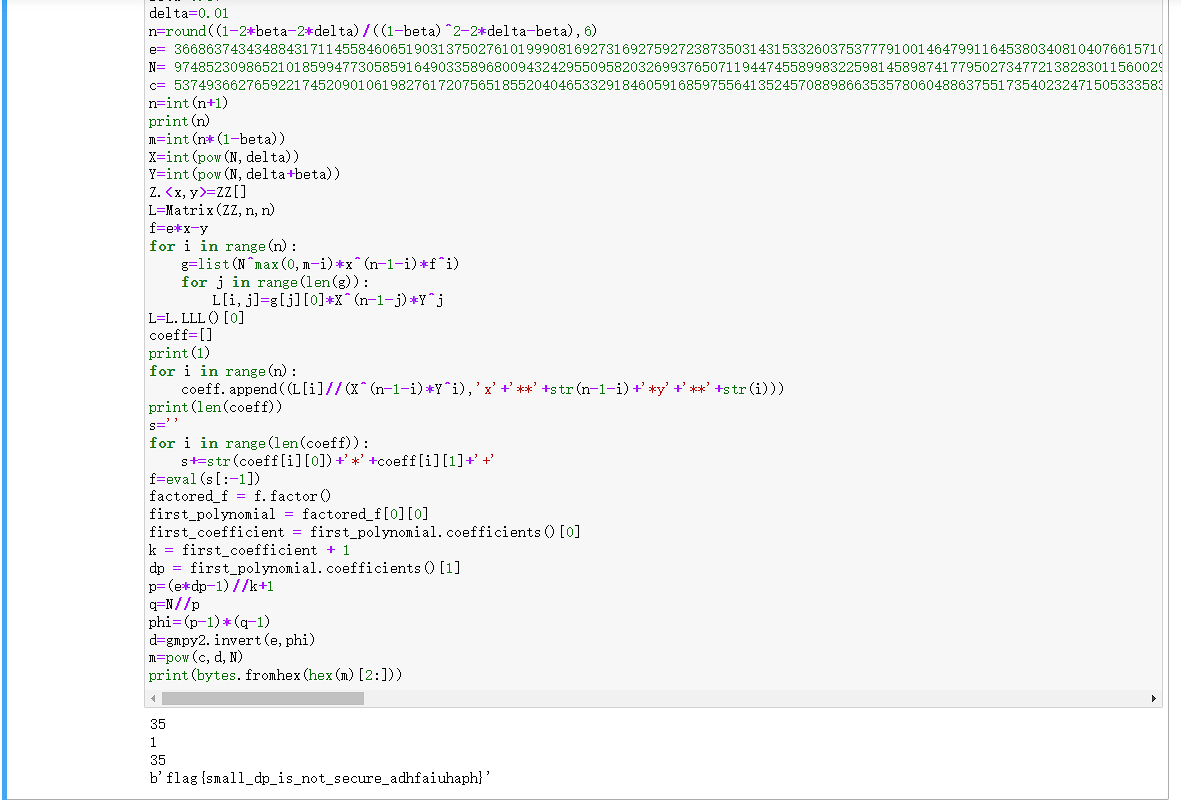 delta=0.01
n=round((1-2*beta-2*delta)/((1-beta)^2-2*delta-beta),6)
e= 
N= 
c= 
n=int(n+1)
print(n)
m=int(n*(1-beta))
X=int(pow(N,delta))
Y=int(pow(N,delta+beta))
Z.<x,y>=ZZ[]
L=Matrix(ZZ,n,n)
f=e*x-y
for i in range(n):
    g=list(N^max(0,m-i)*x^(n-1-i)*f^i)
    for j in range(len(g)):
        L[i,j]=g[j][0]*X^(n-1-j)*Y^j
L=L.LLL()[0]
coeff=[]
print(1)
for i in range(n):
    coeff.append((L[i]//(X^(n-1-i)*Y^i),'x'+'**'+str(n-1-i)+'*y'+'**'+str(i)))
print(len(coeff))
s=''
for i in range(len(coeff)):
    s+=str(coeff[i][0])+'*'+coeff[i][1]+'+'
f=eval(s[:-1])
factored_f = f.factor()
first_polynomial = factored_f[0][0]
first_coefficient = first_polynomial.coefficients()[0]
k = first_coefficient + 1
dp = first_polynomial.coefficients()[1]
p=(e*dp-1)//k+1
q=N//p
phi=(p-1)*(q-1)
d=gmpy2.invert(e,phi)
m=pow(c,d,N)
print(bytes.fromhex(hex(m)[2:]))
35
1
35
b'flag{small_dp_is_not_secure_adhfaiuhaph}'